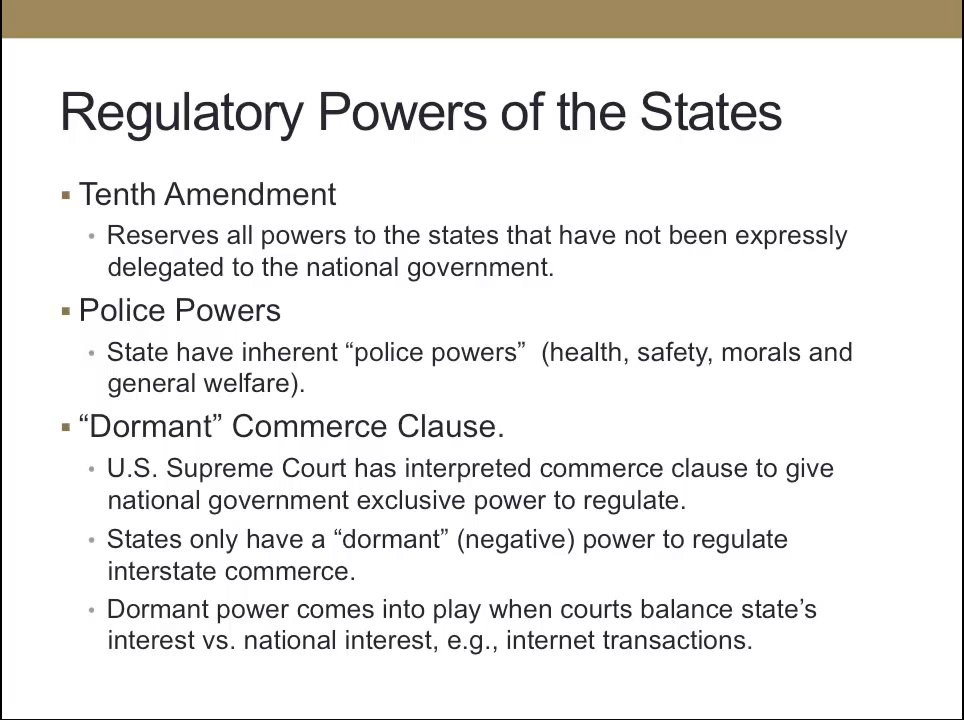 Regulatory Powers of the States
▪ Tenth Amendment
• Reserves all powers to the states that have not been expressly
delegated to the national government.
▪ Police Powers
• State have inherent “police powers”  (health, safety, morals and
general welfare).
▪ “Dormant” Commerce Clause.
• U.S. Supreme Court has interpreted commerce clause to give
national government exclusive power to regulate.
• States only have a “dormant” (negative) power to regulate
interstate commerce.
• Dormant power comes into play when courts balance state’s
interest vs. national interest, e.g., internet transactions.